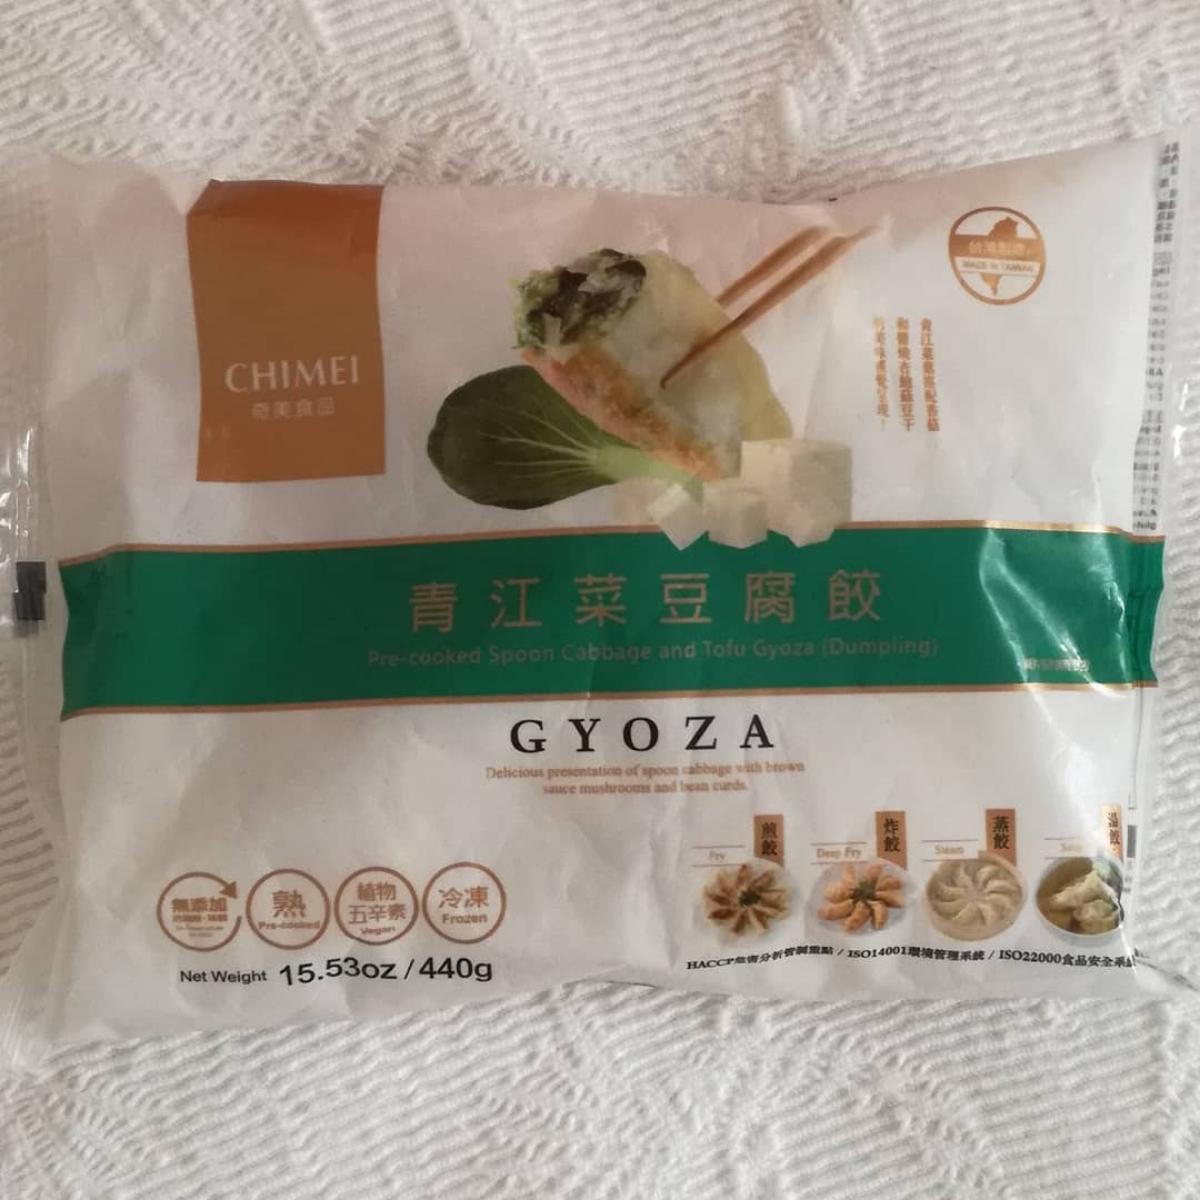 CHIMEI
奇美食品
台灣製造
MADE IN TAIWAN
青江菜豆腐餃
Pre-cooked Spoon Cabbage and Tofu Gyoza (Dumpling)
GYOZA
Delicious presentation of spoon cabbage with brown
sauce mushrooms and bean curds.
煎餃
Fry
炸餃
Deep Fry
蒸餃
Steam
湯餃
無添加
熟
Pre-cooked
植物
五辛素
Vegan
冷凍
Frozen
Net Weight 15.53oz / 440g
HACCP危害分析管制重點 / ISO14001環境管理系統 / ISO22000食品安全系